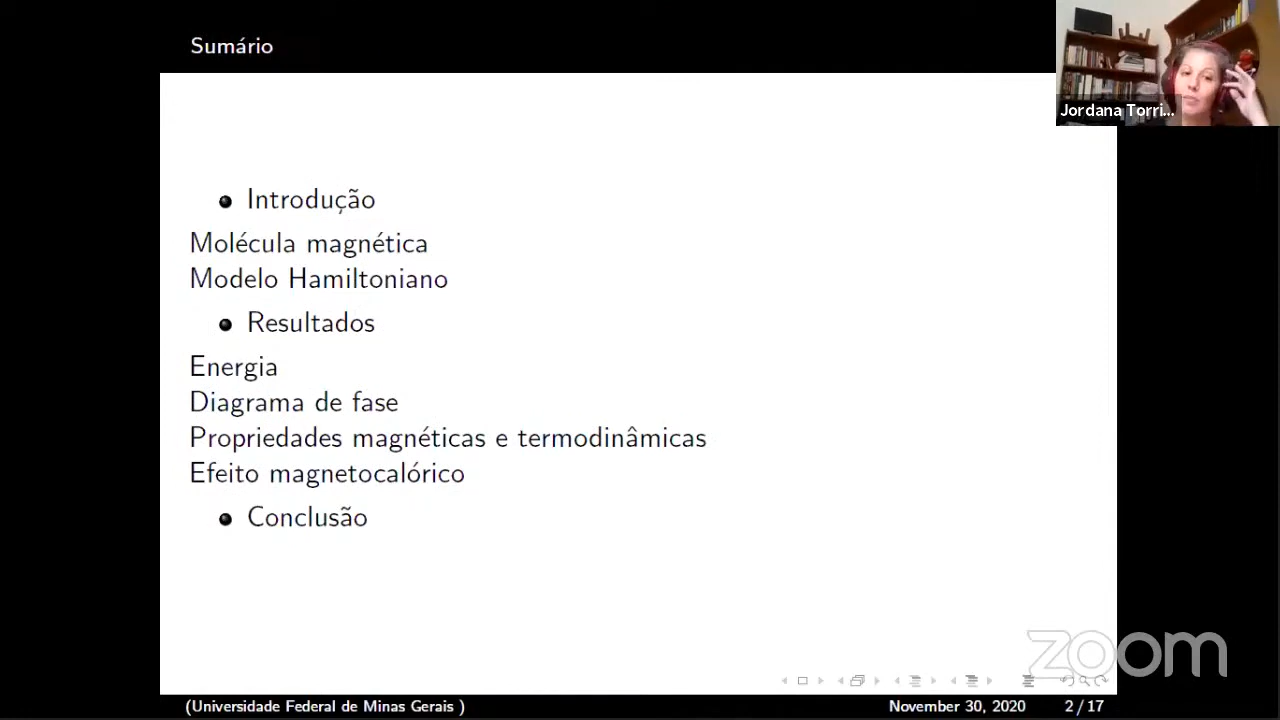 Sumário
Jordana Torri...
Introdução
Molécula magnética
Modelo Hamiltoniano
Resultados
Energia
Diagrama de fase
Propriedades magnéticas e termodinâmicas
Efeito magnetocalórico
Conclusão
zoom
(Universidade Federal de Minas Gerais )
November 30, 2020
2 / 17